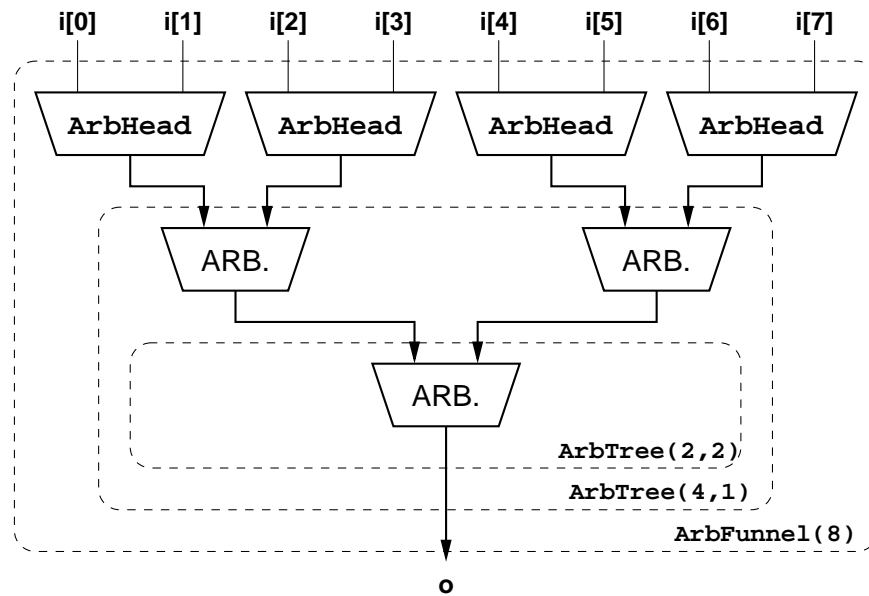 i[0] i[1] i[2] i[3] i[4] i[5] i[6] i[7]
ArbHead ArbHead ArbHead ArbHead
ARB. ARB.
ARB.
ArbTree(2,2)
ArbTree(4,1)
ArbFunnel(8)
o